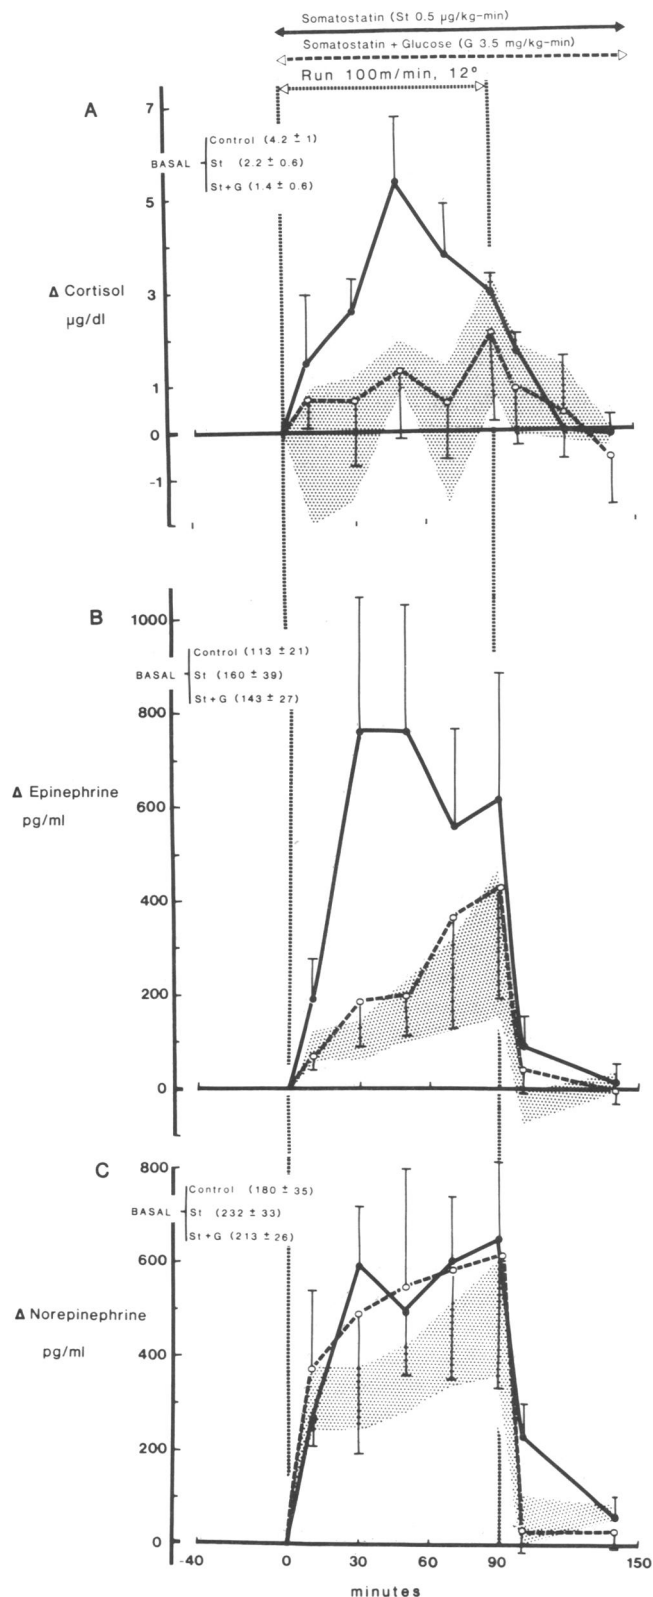 Somatostatin (St 0.5 µg/kg-min)
Somatostatin + Glucose (G 3.5 mg/kg-min)
Run 100m/min, 12°
A
7
Control (4.2 ± 1)
BASAL St (2.2 ± 0.6)
St+G (1.4 ± 0.6)
5
Δ Cortisol
µg/dl
3
1
0
-1
B
1000
Control (113 ± 21)
BASAL St (160 ± 39)
St+G (143 ± 27)
800
Δ Epinephrine
pg/ml
600
400
200
0
C
800
Control (180 ± 35)
BASAL St (232 ± 33)
St+G (213 ± 26)
600
Δ Norepinephrine
pg/ml
400
200
0
-40 0 30 60 90 150
minutes